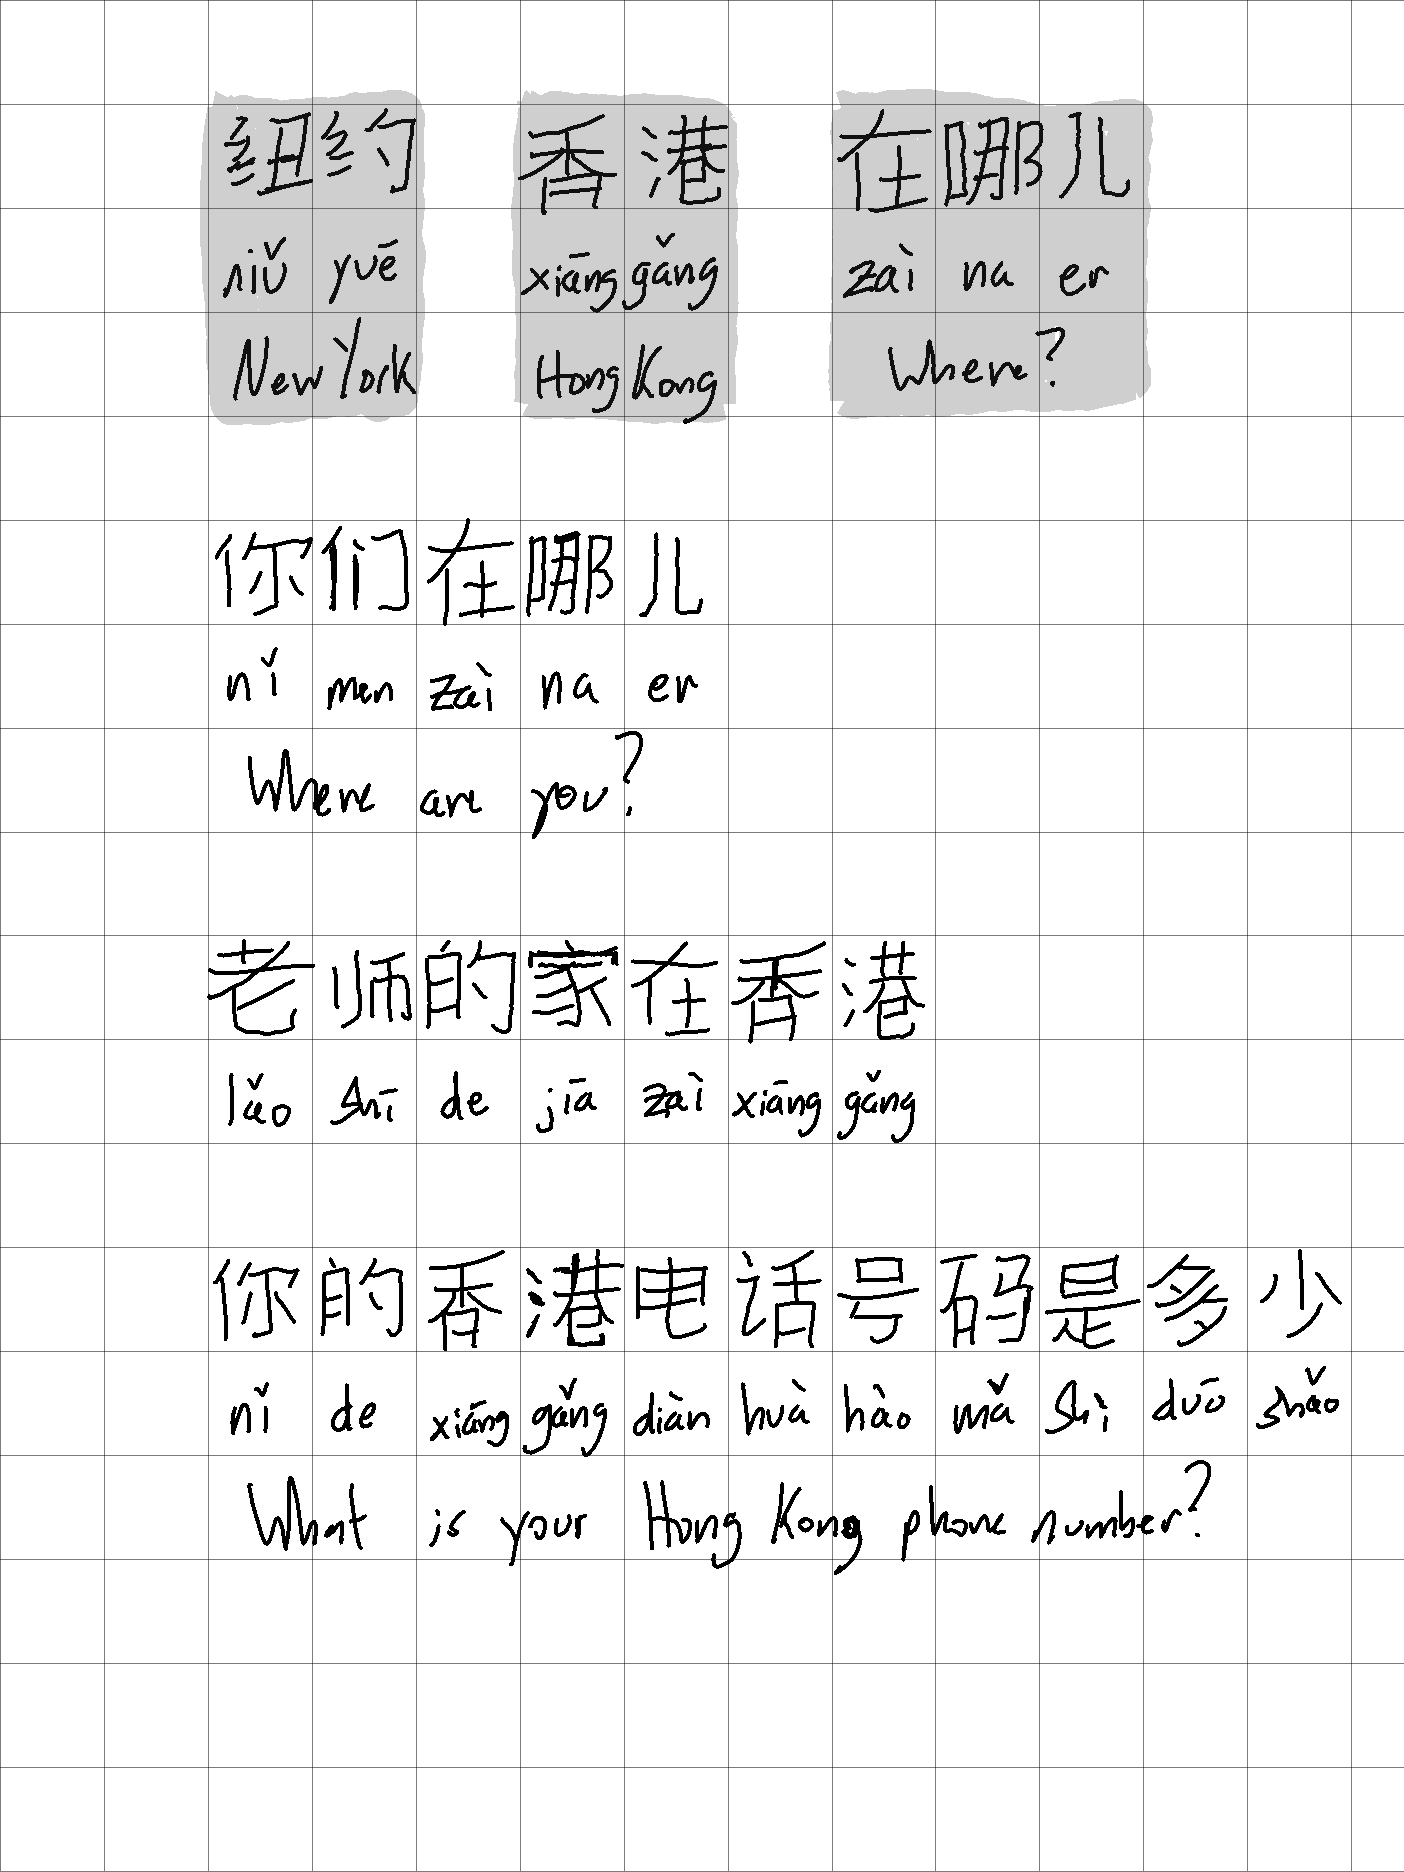 纽约 香港 在哪儿
niǔ yuē xiāng gǎng zài na er
New York Hong Kong Where?
你们在哪儿
nǐ men zài na er
Where are you?
老师的家在香港
lǎo shī de jiā zài xiāng gǎng
你的香港电话号码是多少
nǐ de xiāng gǎng diàn huà hào mǎ shì duō shǎo
What is your Hong Kong phone number?